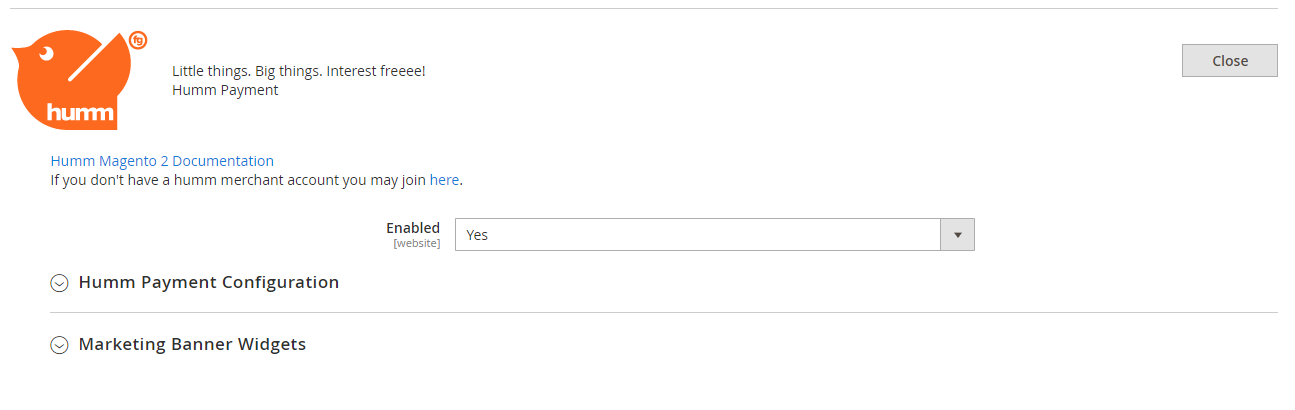 fg
humm
Little things. Big things. Interest freeee!
Humm Payment
Close
Humm Magento 2 Documentation
If you don't have a humm merchant account you may join here.
Enabled
[website]
Yes
Humm Payment Configuration
Marketing Banner Widgets